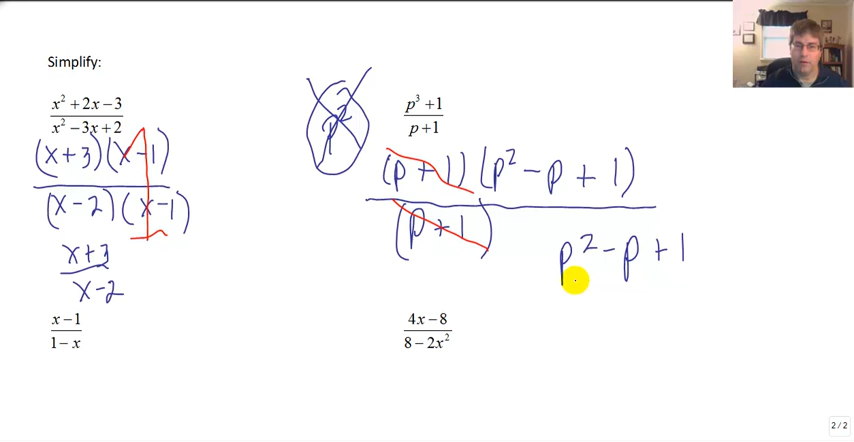 Simplify:
x² + 2x − 3
x² − 3x + 2
(x + 3) (x − 1)
(x − 2) (x − 1)
x + 3
x − 2
p²
p³ + 1
p + 1
(p + 1) (p² − p + 1)
(p + 1)
p² − p + 1
x − 1
1 − x
4x − 8
8 − 2x²
2 / 2